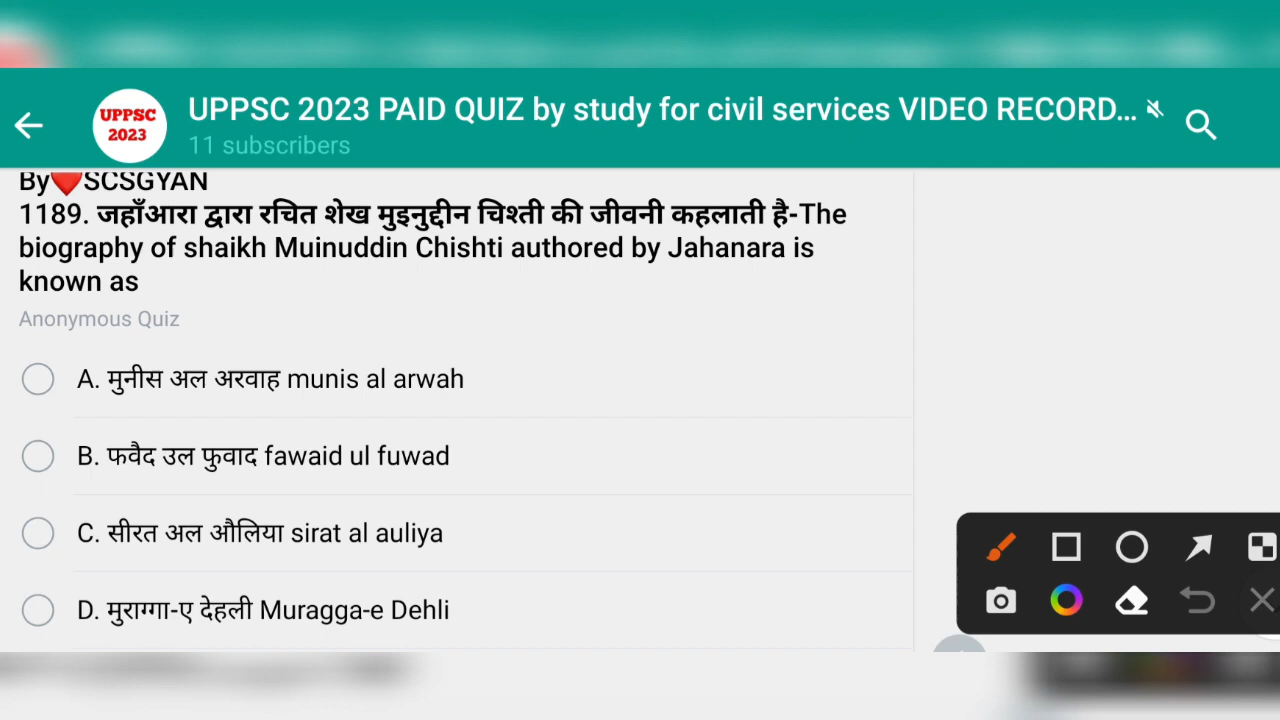 UPPSC
2023
UPPSC 2023 PAID QUIZ by study for civil services VIDEO RECORD...
11 subscribers
By❤️SCSGYAN
1189. जहाँआरा द्वारा रचित शेख मुइनुद्दीन चिश्ती की जीवनी कहलाती है-The
biography of shaikh Muinuddin Chishti authored by Jahanara is
known as
Anonymous Quiz
A. मुनीस अल अरवाह munis al arwah
B. फवैद उल फुवाद fawaid ul fuwad
C. सीरत अल औलिया sirat al auliya
D. मुराग्गा-ए देहली Muragga-e Dehli